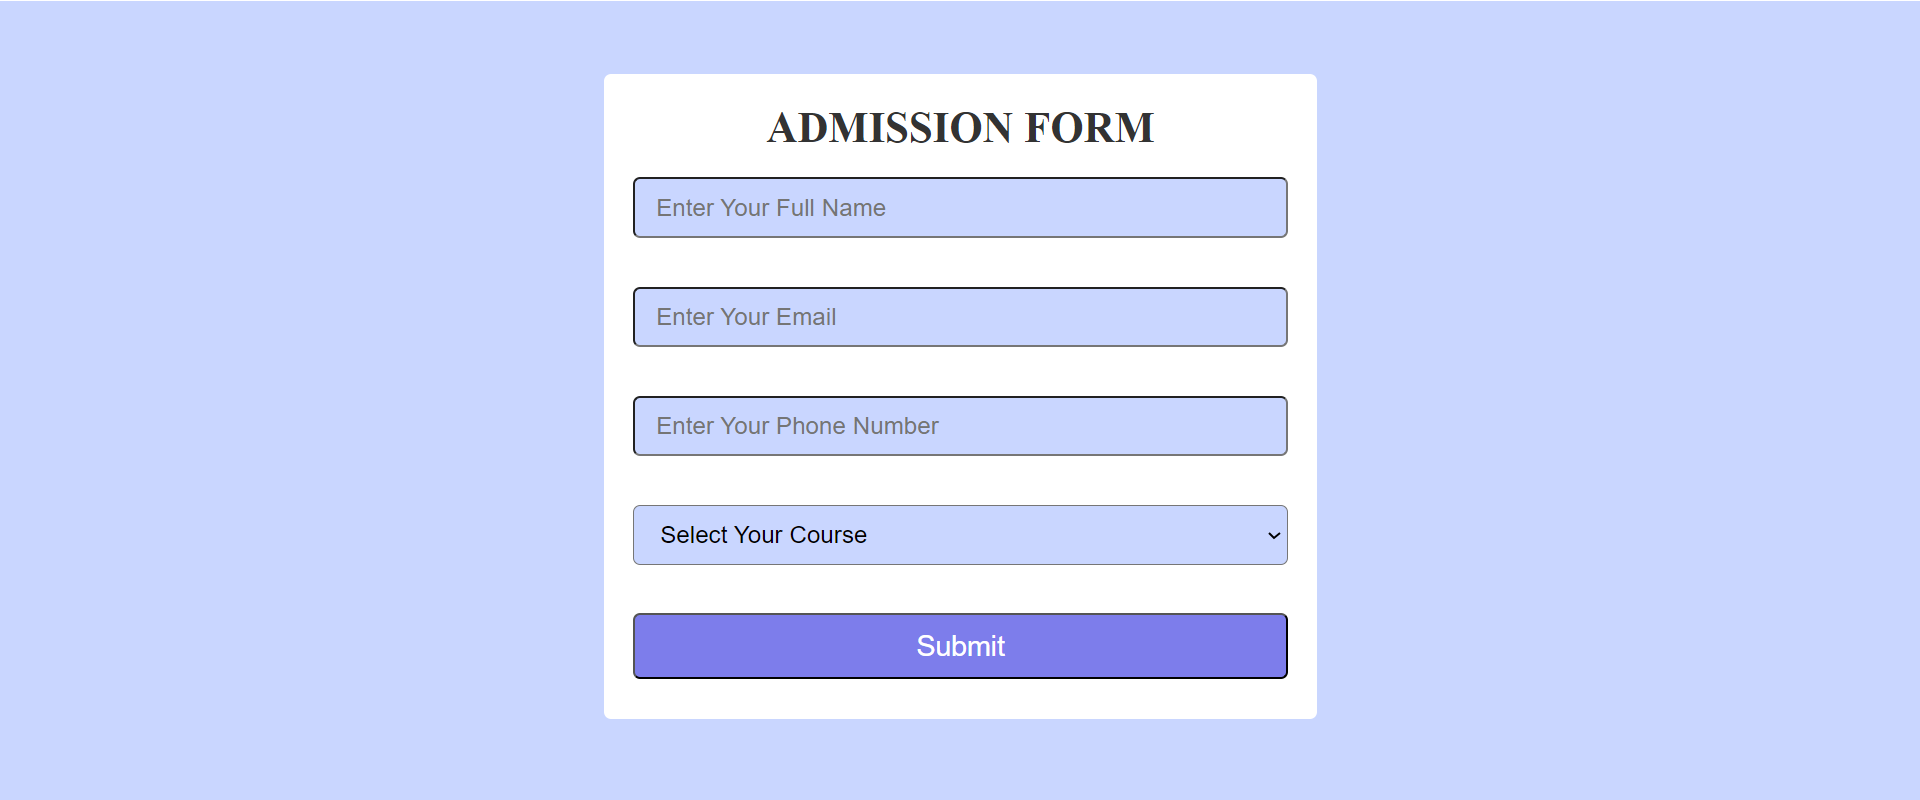 ADMISSION FORM
Enter Your Full Name
Enter Your Email
Enter Your Phone Number
Select Your Course
Submit